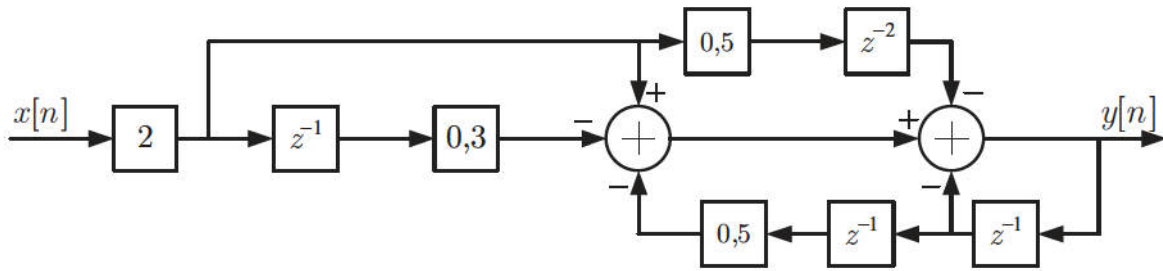 0,5 z⁻²
+ −
x[n] 2 z⁻¹ 0,3 − + + + y[n]
− −
0,5 z⁻¹ z⁻¹